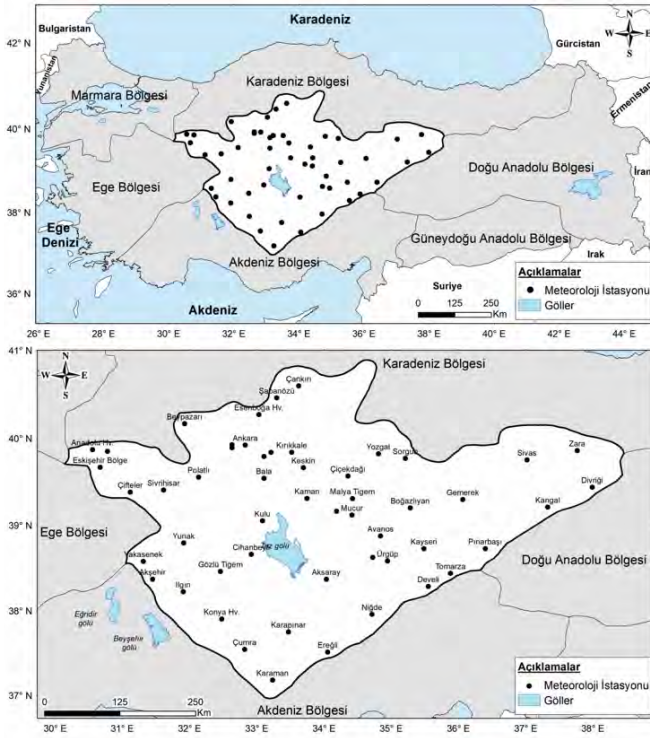 Karadeniz
42° N
Bulgaristan
Gürcistan
N
W E
S
Yunanistan
Karadeniz Bölgesi
Marmara Bölgesi
Ermenistan
40° N
Doğu Anadolu Bölgesi
İran
Ege Bölgesi
38° N
Ege
Denizi
Güneydoğu Anadolu Bölgesi
Akdeniz Bölgesi
Irak
36° N
Suriye
Akdeniz
0 125 250
Km
Açıklamalar
Meteoroloji İstasyonu
Göller
26° E 28° E 30° E 32° E 34° E 36° E 38° E 40° E 42° E 44° E
41° N
N
W E
S
Karadeniz Bölgesi
Çankırı
Şabanözü
Esenboğa Hv.
Beypazarı
40° N
Anadolu Hv.
Ankara
Kırıkkale
Yozgat
Sorgun
Sivas
Zara
Eskişehir Bölge
Keskin
Polatlı
Bala
Çiçekdağı
Divriği
Çifteler
Sivrihisar
Kaman
Malya Tigem
Gemerek
Mucur
Boğazlıyan
Kangal
39° N
Kulu
Ege Bölgesi
Yunak
Avanos
Cihanbeyli
Tuz gölü
Kayseri
Pınarbaşı
Yakasenek
Ürgüp
Doğu Anadolu Bölgesi
Akşehir
Gözlü Tigem
Aksaray
Tomarza
Ilgın
Develi
38° N
Eğridir
gölü
Beyşehir
gölü
Konya Hv.
Karapınar
Niğde
Çumra
Ereğli
Karaman
37° N
Açıklamalar
Meteoroloji İstasyonu
Göller
0 125 250
Km
Akdeniz Bölgesi
30° E 31° E 32° E 33° E 34° E 35° E 36° E 37° E 38° E